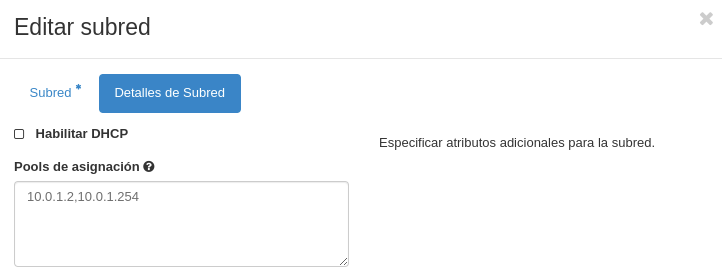 Editar subred
Subred *
Detalles de Subred
Habilitar DHCP
Especificar atributos adicionales para la subred.
Pools de asignación
10.0.1.2,10.0.1.254